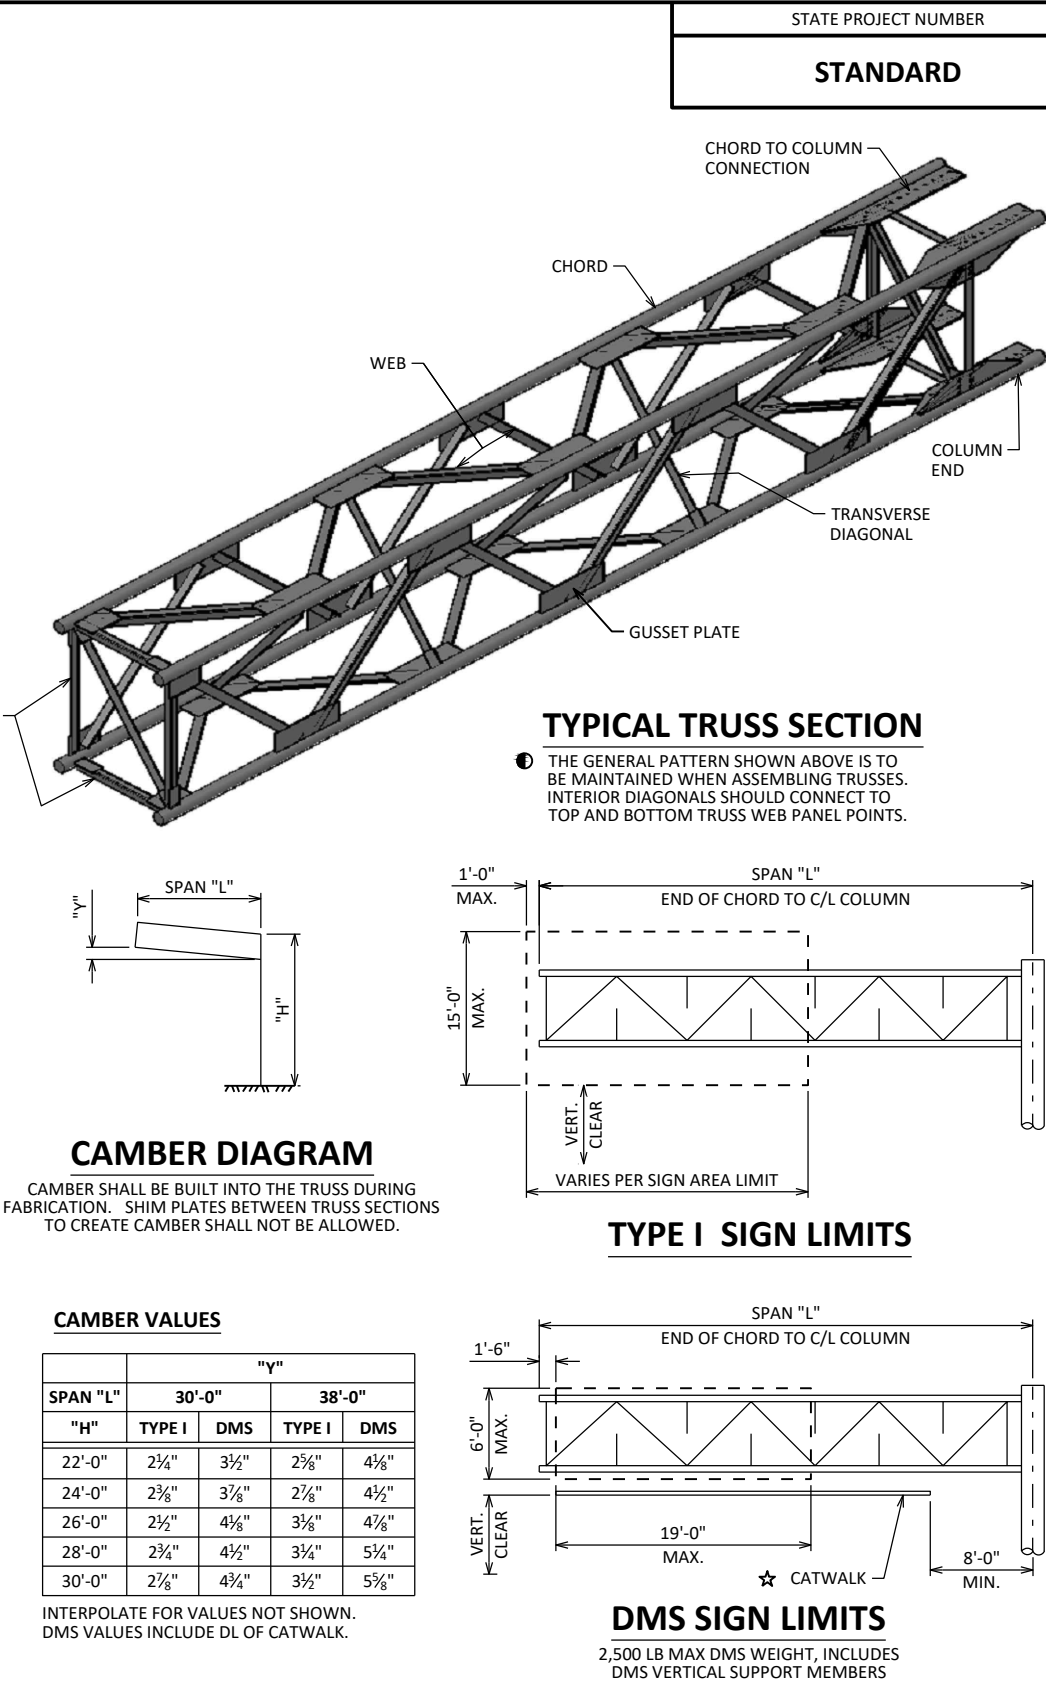 STATE PROJECT NUMBER
STANDARD
CHORD TO COLUMN
CONNECTION
CHORD
WEB
COLUMN
END
TRANSVERSE
DIAGONAL
GUSSET PLATE
TYPICAL TRUSS SECTION
THE GENERAL PATTERN SHOWN ABOVE IS TO
BE MAINTAINED WHEN ASSEMBLING TRUSSES.
INTERIOR DIAGONALS SHOULD CONNECT TO
TOP AND BOTTOM TRUSS WEB PANEL POINTS.
SPAN "L"
"Y"
"H"
CAMBER DIAGRAM
CAMBER SHALL BE BUILT INTO THE TRUSS DURING
FABRICATION. SHIM PLATES BETWEEN TRUSS SECTIONS
TO CREATE CAMBER SHALL NOT BE ALLOWED.
1'-0"
MAX.
SPAN "L"
END OF CHORD TO C/L COLUMN
15'-0"
MAX.
VERT.
CLEAR
VARIES PER SIGN AREA LIMIT
TYPE I SIGN LIMITS
CAMBER VALUES
"Y"
SPAN "L" 30'-0" 38'-0"
"H" TYPE I DMS TYPE I DMS
22'-0" 2¼" 3½" 2⅝" 4⅛"
24'-0" 2⅜" 3⅞" 2⅞" 4½"
26'-0" 2½" 4⅛" 3⅛" 4⅞"
28'-0" 2¾" 4½" 3¼" 5¼"
30'-0" 2⅞" 4¾" 3½" 5⅝"
INTERPOLATE FOR VALUES NOT SHOWN.
DMS VALUES INCLUDE DL OF CATWALK.
SPAN "L"
END OF CHORD TO C/L COLUMN
1'-6"
6'-0"
MAX.
VERT.
CLEAR
19'-0"
MAX.
☆ CATWALK
8'-0"
MIN.
DMS SIGN LIMITS
2,500 LB MAX DMS WEIGHT, INCLUDES
DMS VERTICAL SUPPORT MEMBERS